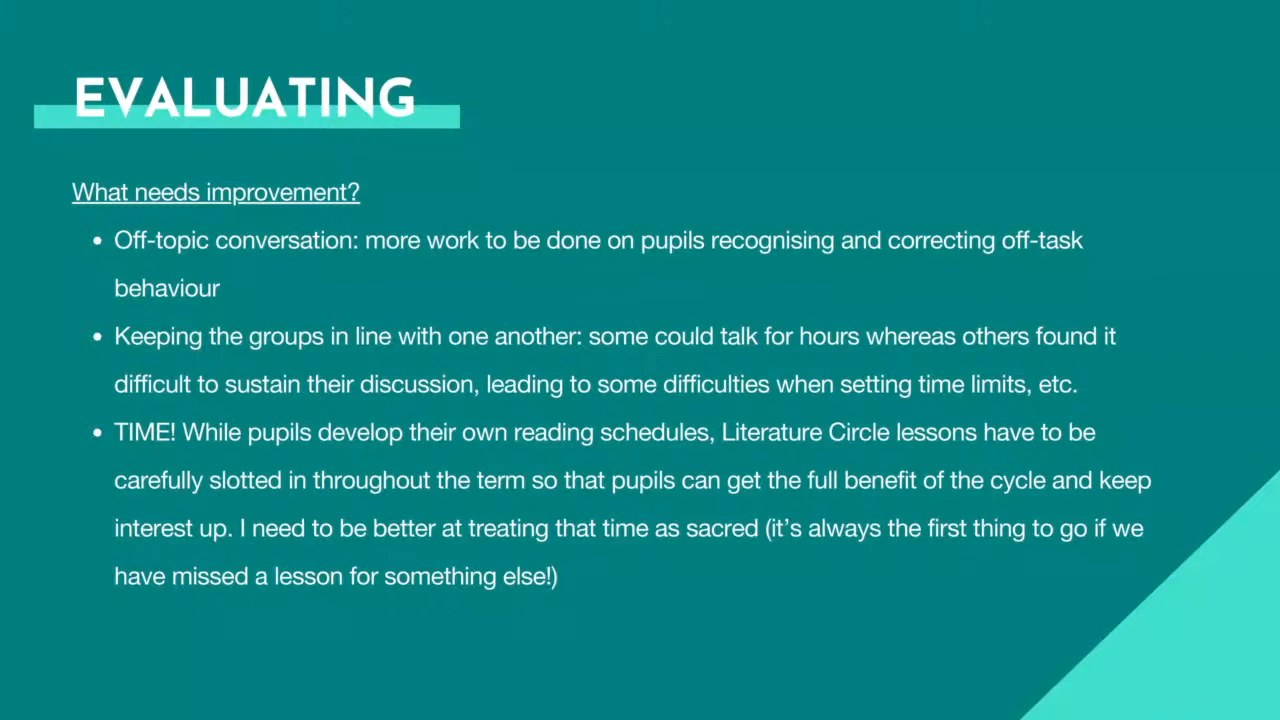 EVALUATING
What needs improvement?
• Off-topic conversation: more work to be done on pupils recognising and correcting off-task
behaviour
• Keeping the groups in line with one another: some could talk for hours whereas others found it
difficult to sustain their discussion, leading to some difficulties when setting time limits, etc.
• TIME! While pupils develop their own reading schedules, Literature Circle lessons have to be
carefully slotted in throughout the term so that pupils can get the full benefit of the cycle and keep
interest up. I need to be better at treating that time as sacred (it’s always the first thing to go if we
have missed a lesson for something else!)